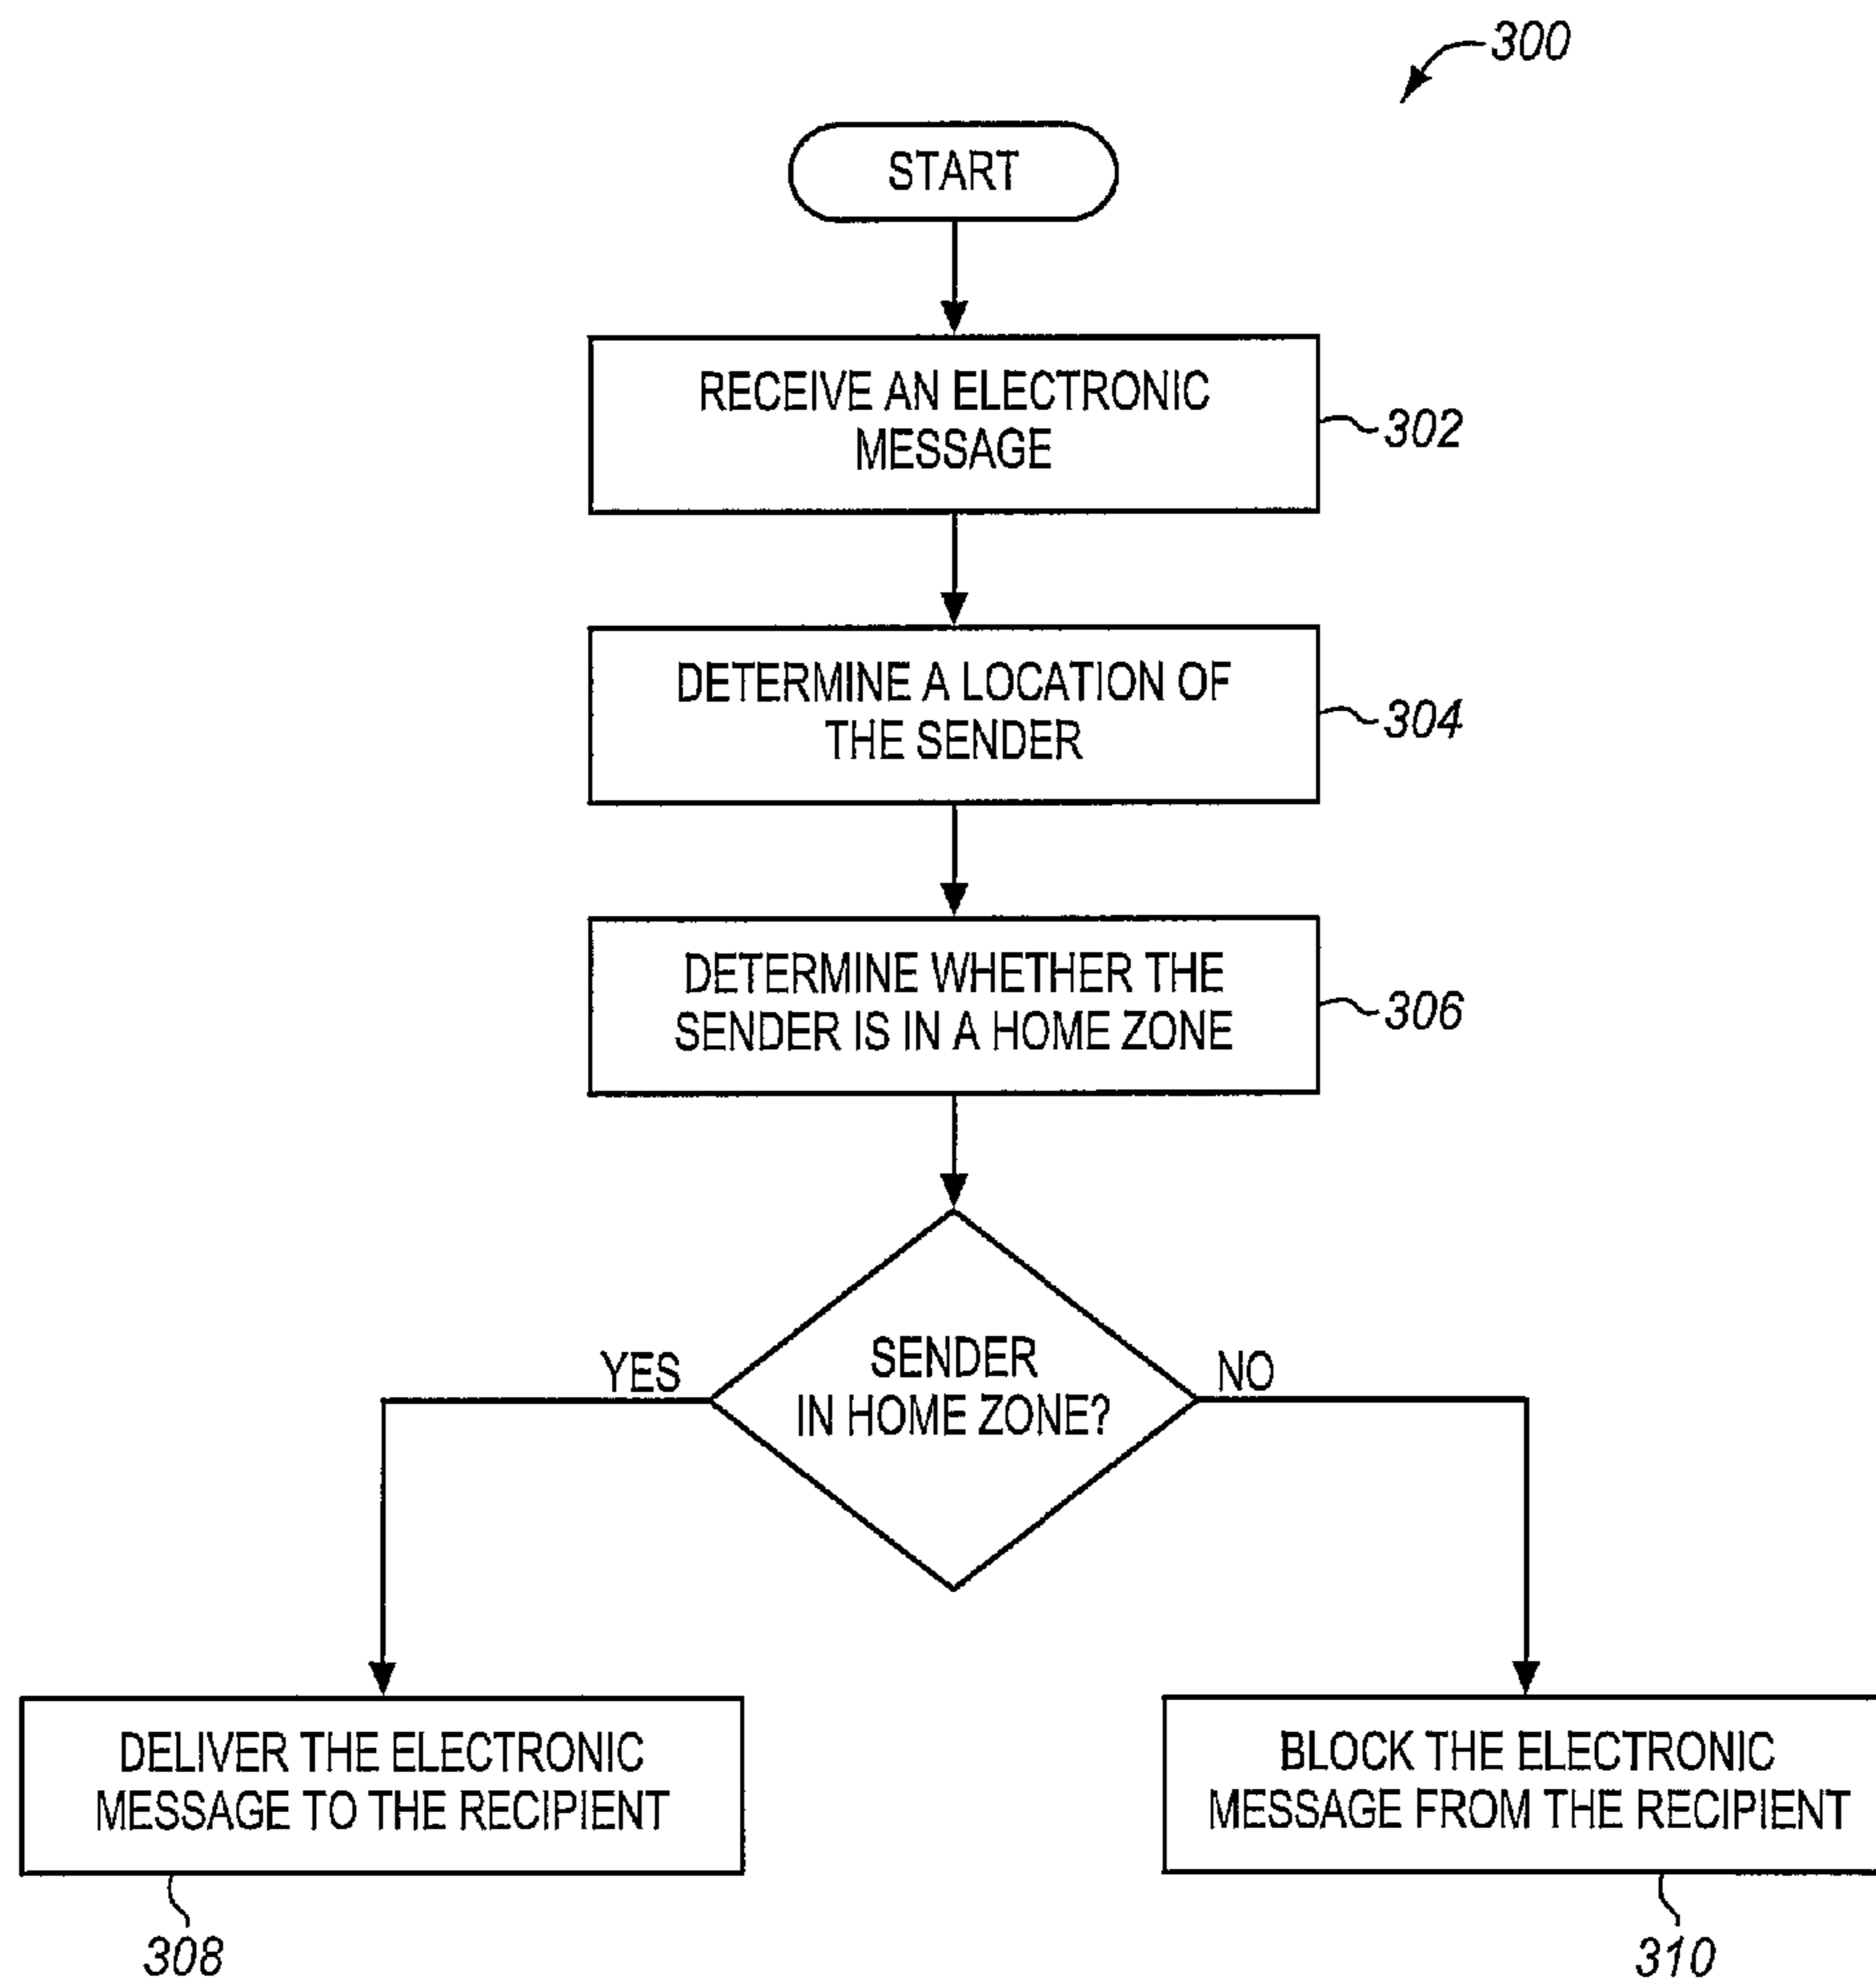 300
START
RECEIVE AN ELECTRONIC
MESSAGE
302
DETERMINE A LOCATION OF
THE SENDER
304
DETERMINE WHETHER THE
SENDER IS IN A HOME ZONE
306
SENDER
IN HOME ZONE?
YES
NO
DELIVER THE ELECTRONIC
MESSAGE TO THE RECIPIENT
308
BLOCK THE ELECTRONIC
MESSAGE FROM THE RECIPIENT
310